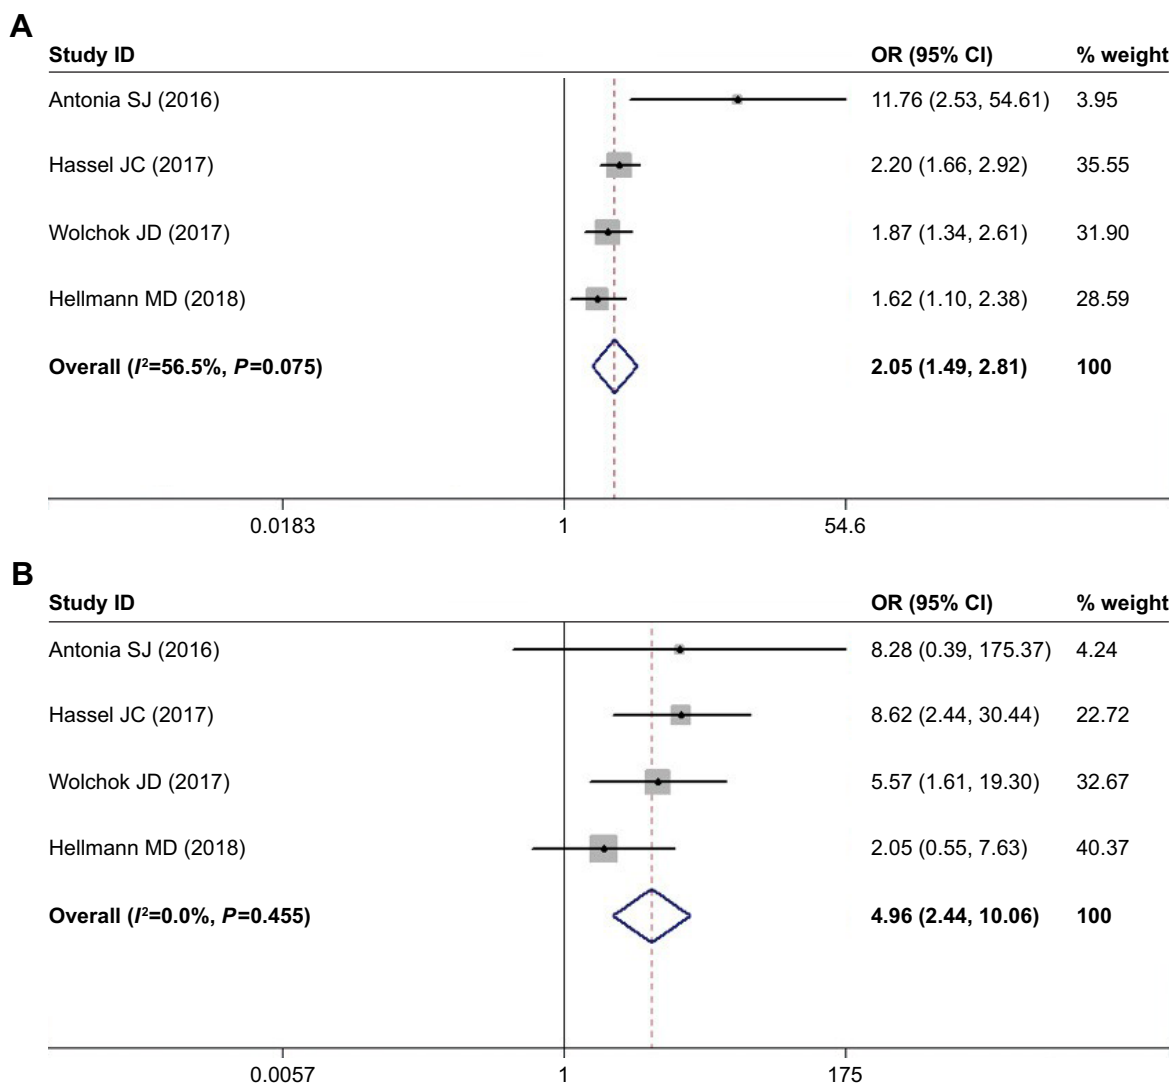 A
Study ID OR (95% CI) % weight
Antonia SJ (2016) 11.76 (2.53, 54.61) 3.95
Hassel JC (2017) 2.20 (1.66, 2.92) 35.55
Wolchok JD (2017) 1.87 (1.34, 2.61) 31.90
Hellmann MD (2018) 1.62 (1.10, 2.38) 28.59
Overall (I²=56.5%, P=0.075) 2.05 (1.49, 2.81) 100
0.0183 1 54.6
B
Study ID OR (95% CI) % weight
Antonia SJ (2016) 8.28 (0.39, 175.37) 4.24
Hassel JC (2017) 8.62 (2.44, 30.44) 22.72
Wolchok JD (2017) 5.57 (1.61, 19.30) 32.67
Hellmann MD (2018) 2.05 (0.55, 7.63) 40.37
Overall (I²=0.0%, P=0.455) 4.96 (2.44, 10.06) 100
0.0057 1 175